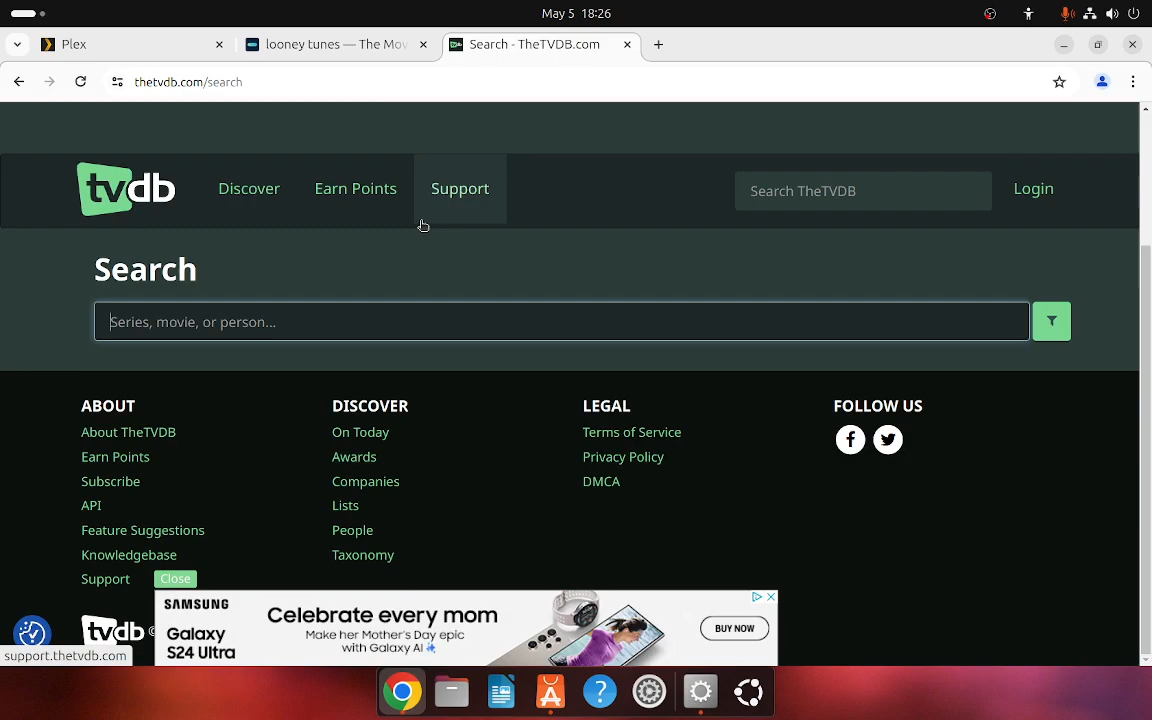 May 5 18:26
Plex
looney tunes — The Mov
Search - TheTVDB.com
thetvdb.com/search
tvdb
Discover
Earn Points
Support
Search TheTVDB
Login
Search
Series, movie, or person...
ABOUT
About TheTVDB
Earn Points
Subscribe
API
Feature Suggestions
Knowledgebase
Support
DISCOVER
On Today
Awards
Companies
Lists
People
Taxonomy
LEGAL
Terms of Service
Privacy Policy
DMCA
FOLLOW US
Close
SAMSUNG
Galaxy
S24 Ultra
Celebrate every mom
Make her Mother's Day epic
with Galaxy AI
BUY NOW
tvdb ©
support.thetvdb.com